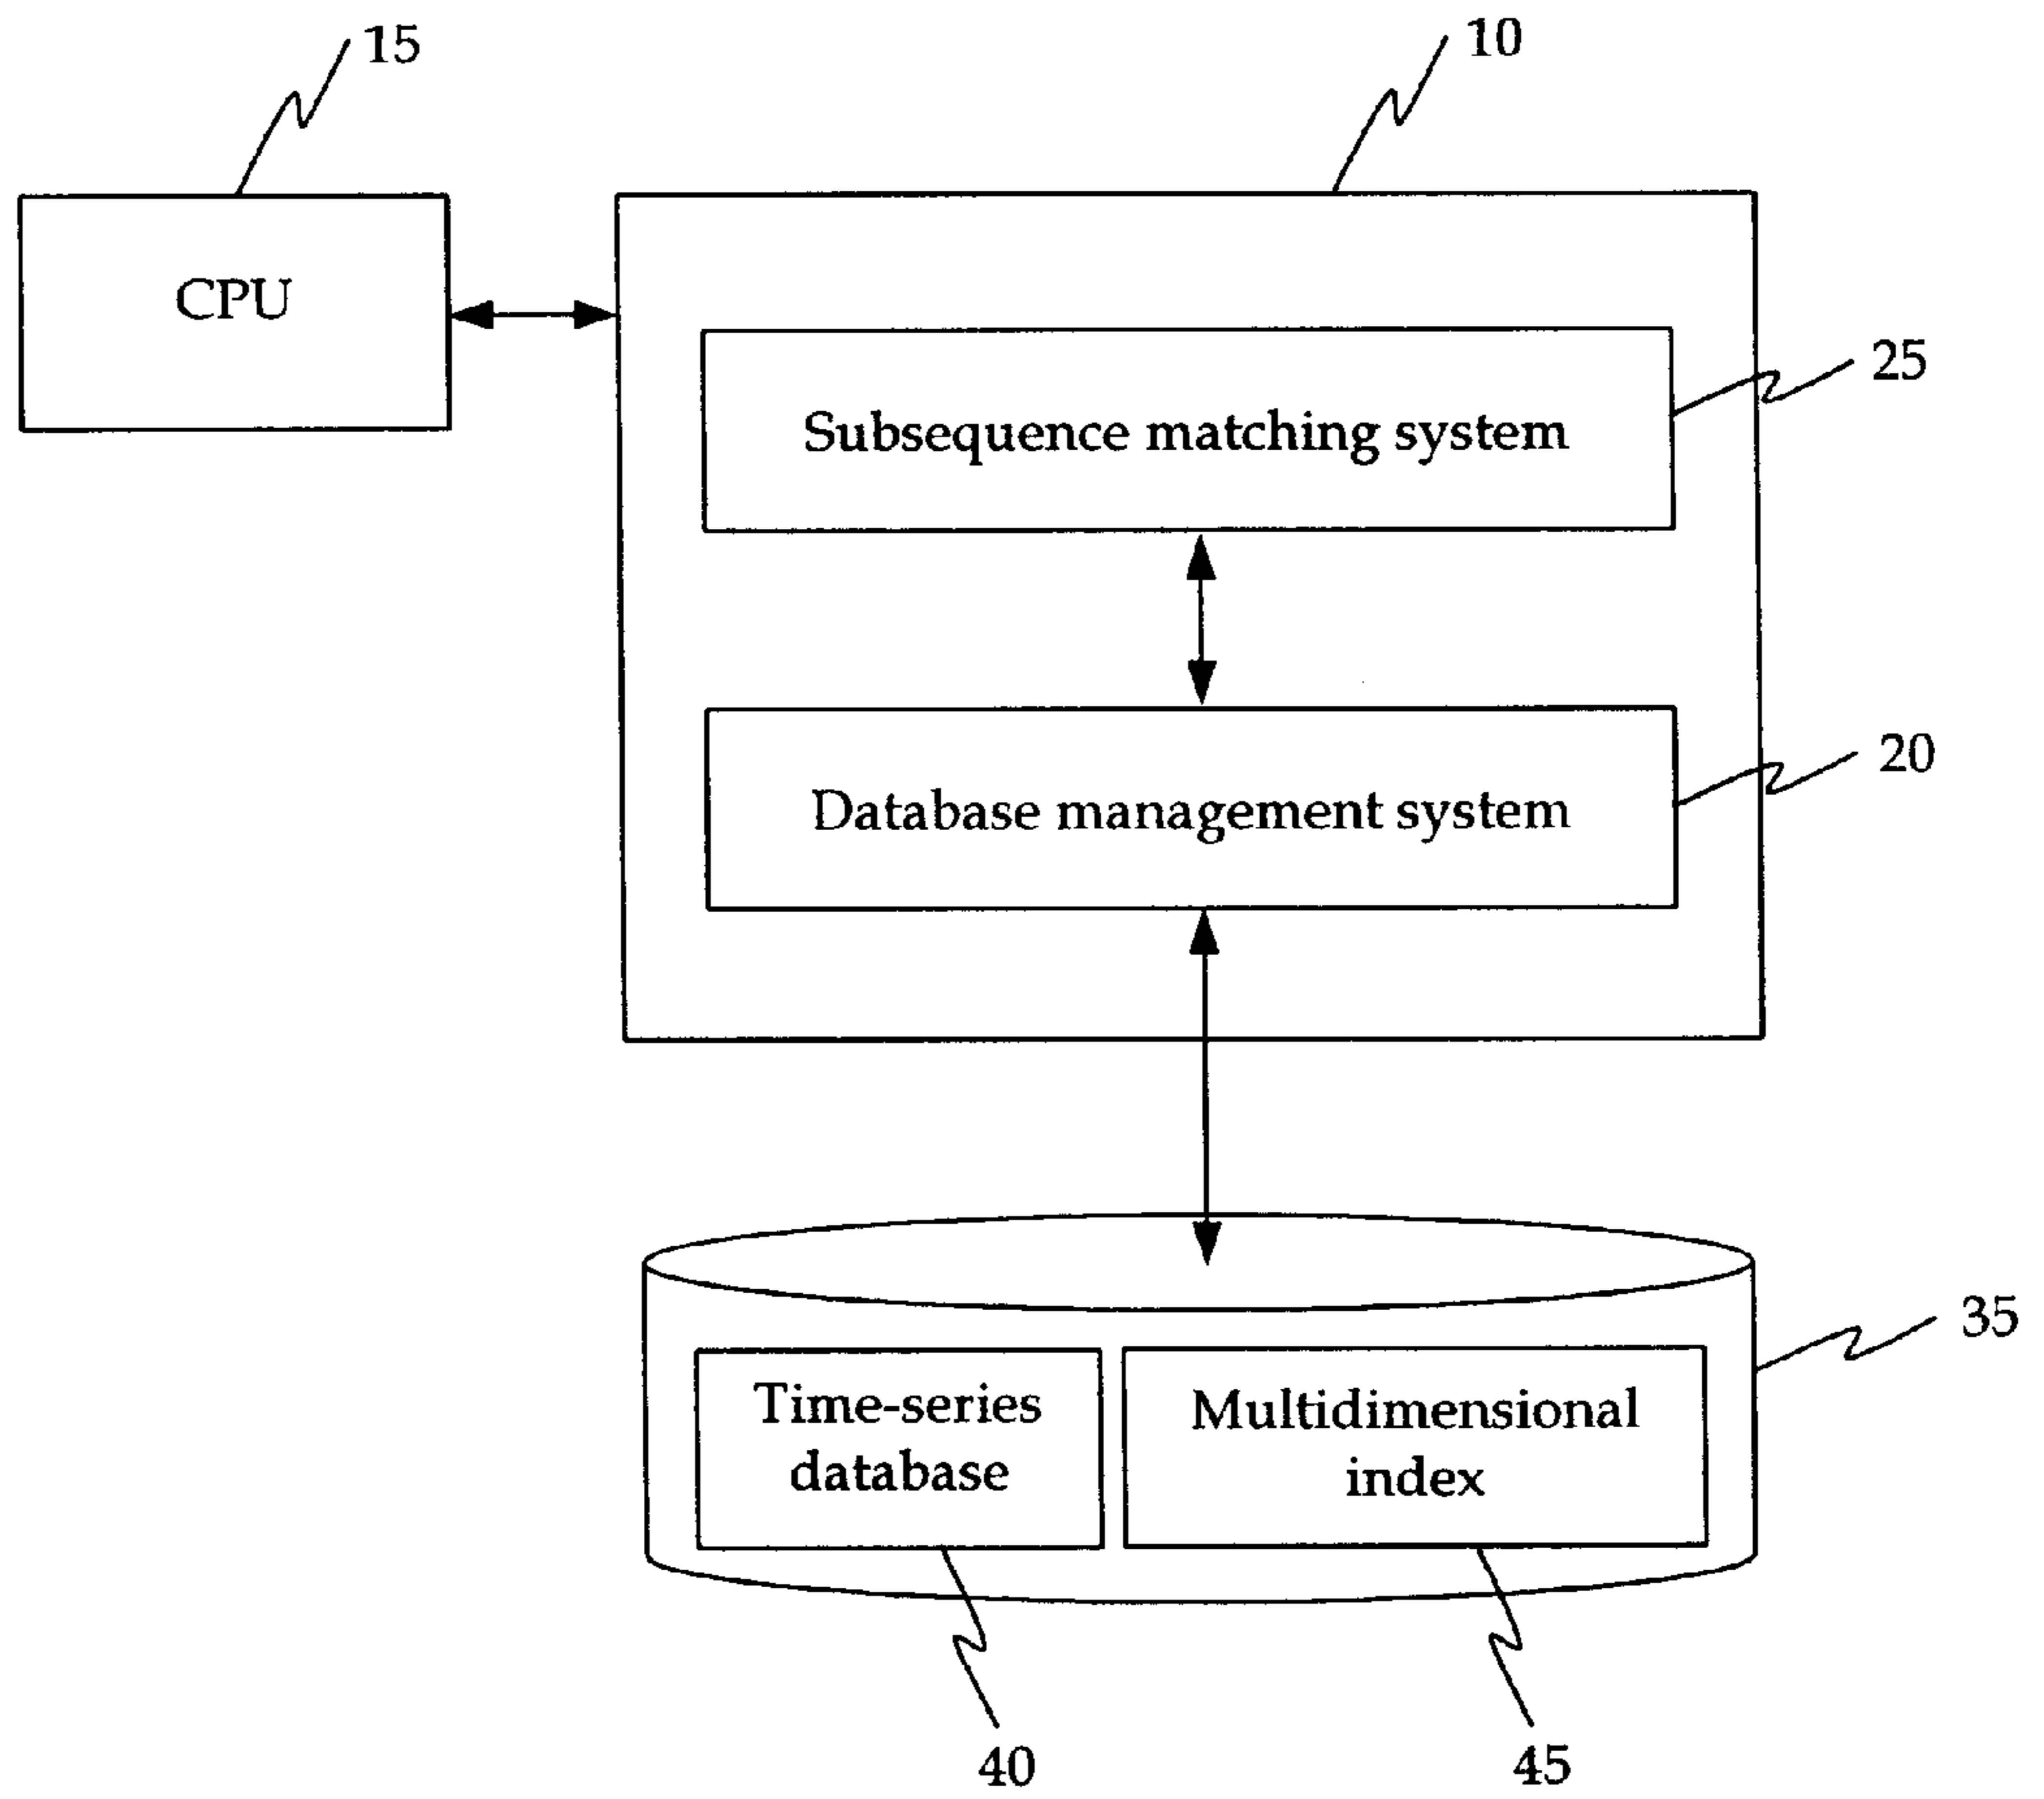 15
10
CPU
25
Subsequence matching system
20
Database management system
35
Time-series
database
Multidimensional
index
40
45